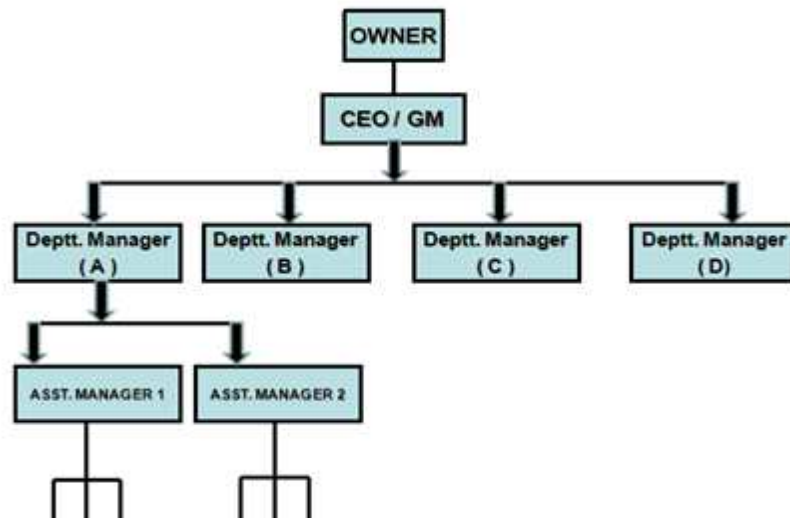 OWNER
CEO / GM
Deptt. Manager
( A )
Deptt. Manager
( B )
Deptt. Manager
( C )
Deptt. Manager
( D)
ASST. MANAGER 1
ASST. MANAGER 2